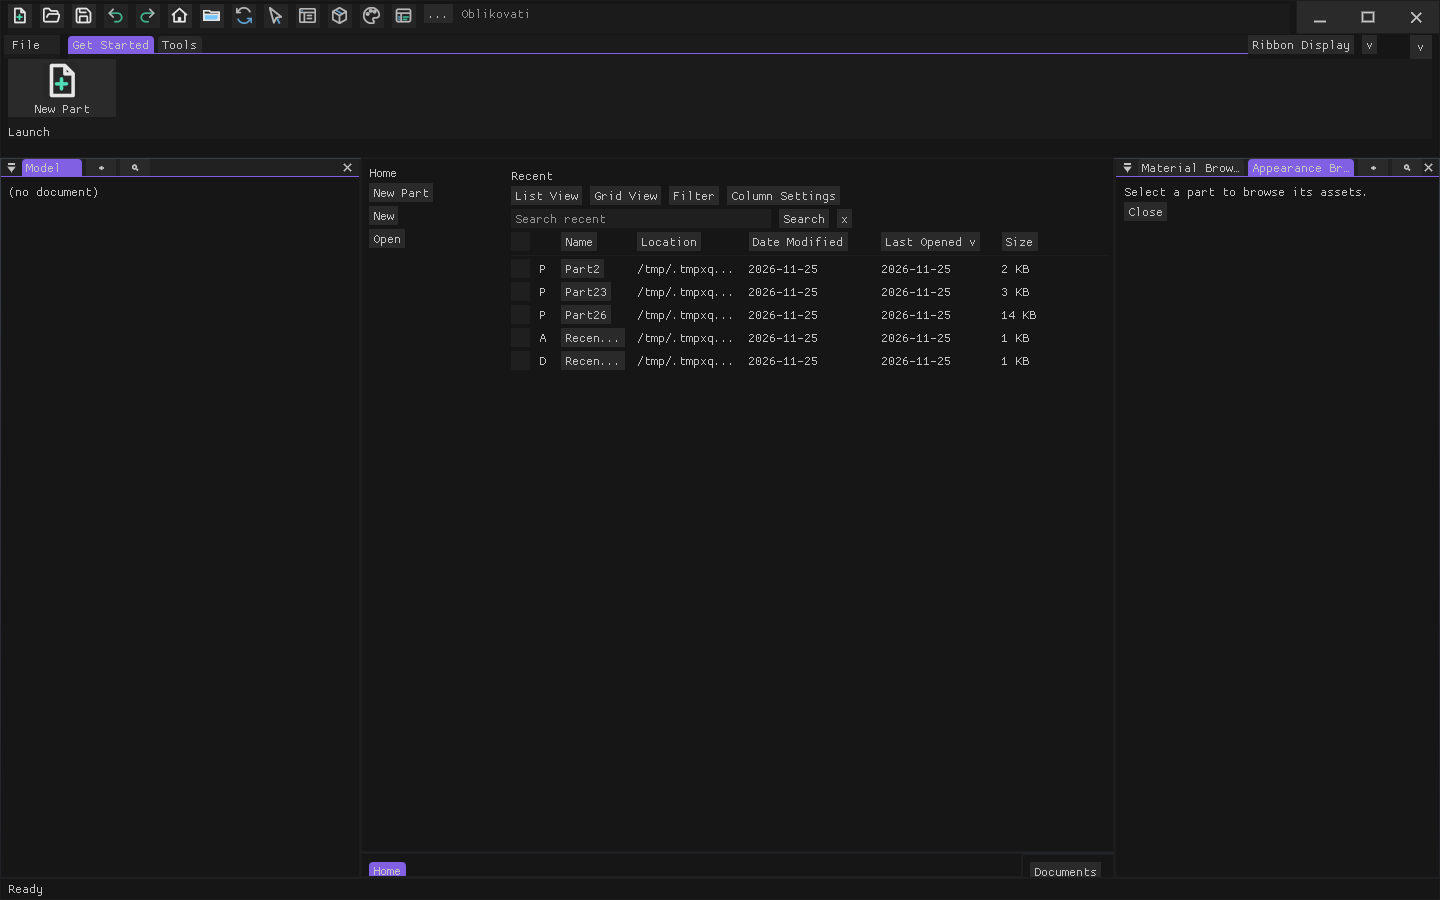 ... Oblikovati
File Get Started Tools Ribbon Display v v
New Part
Launch
Model
(no document)
Home
New Part
New
Open
Recent
List View Grid View Filter Column Settings
Search recent Search x
Name Location Date Modified Last Opened v Size
P Part2 /tmp/.tmpxq... 2026-11-25 2026-11-25 2 KB
P Part23 /tmp/.tmpxq... 2026-11-25 2026-11-25 3 KB
P Part26 /tmp/.tmpxq... 2026-11-25 2026-11-25 14 KB
A Recen... /tmp/.tmpxq... 2026-11-25 2026-11-25 1 KB
D Recen... /tmp/.tmpxq... 2026-11-25 2026-11-25 1 KB
Material Brow... Appearance Br...
Select a part to browse its assets.
Close
Home Documents
Ready